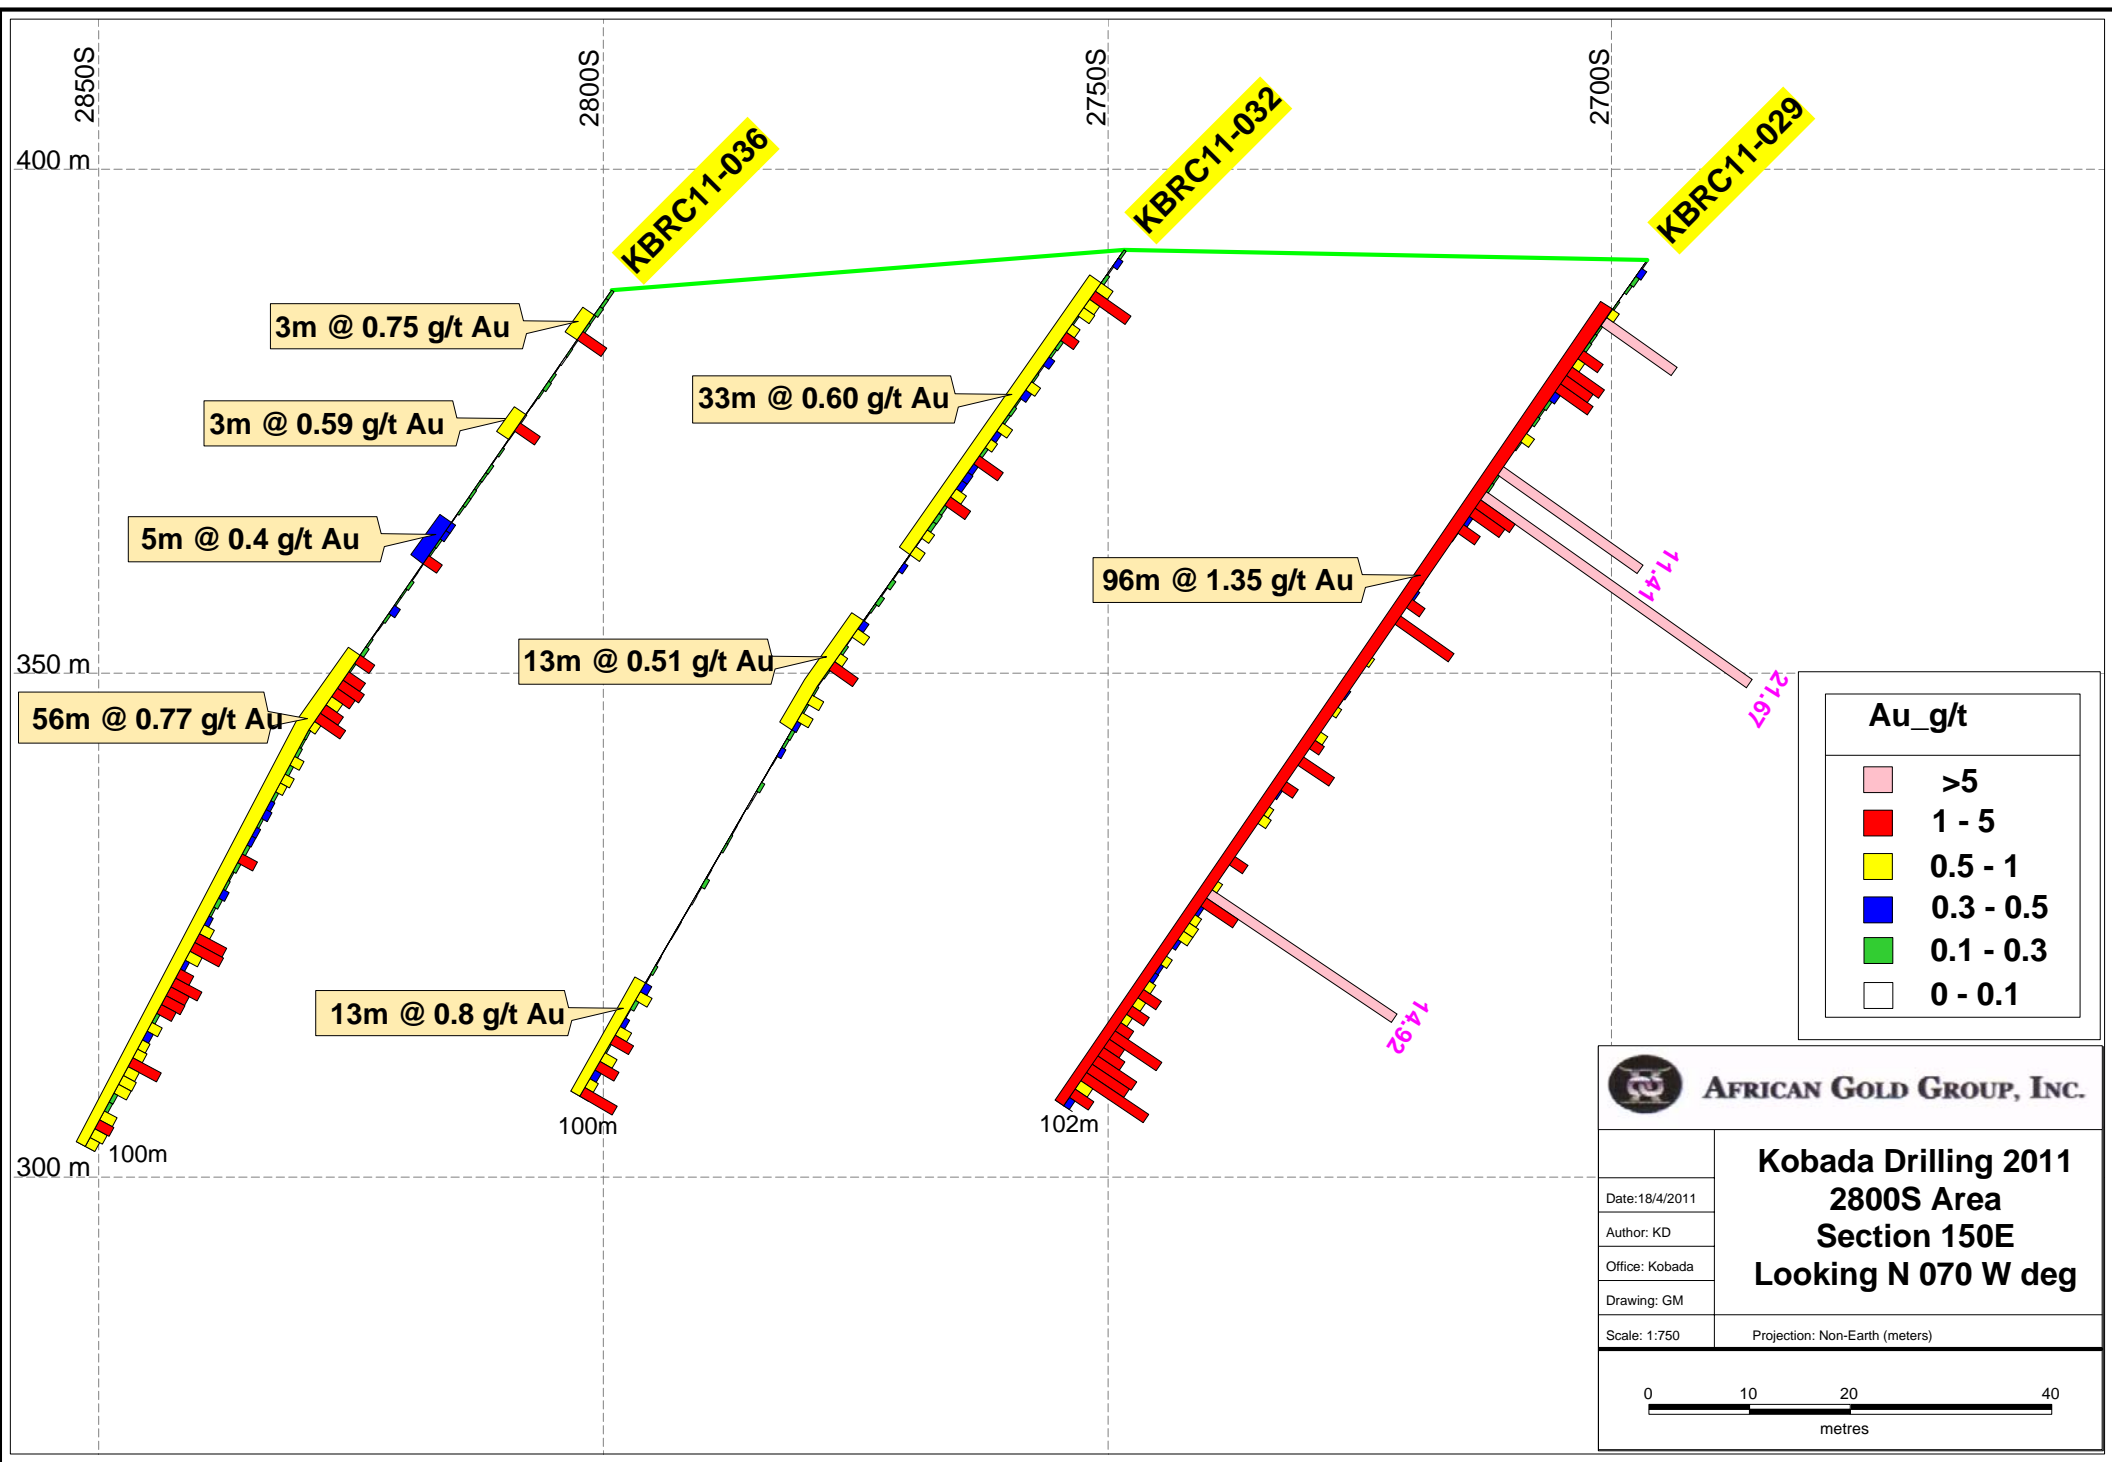 2850S
2800S
2750S
2700S
400 m
350 m
300 m
KBRC11-036
KBRC11-032
KBRC11-029
3m @ 0.75 g/t Au
3m @ 0.59 g/t Au
5m @ 0.4 g/t Au
56m @ 0.77 g/t Au
100m
33m @ 0.60 g/t Au
13m @ 0.51 g/t Au
13m @ 0.8 g/t Au
100m
96m @ 1.35 g/t Au
11.41
21.67
14.92
102m
Au_g/t
>5
1 - 5
0.5 - 1
0.3 - 0.5
0.1 - 0.3
0 - 0.1
AFRICAN GOLD GROUP, INC.
Kobada Drilling 2011
2800S Area
Section 150E
Looking N 070 W deg
Date:18/4/2011
Author: KD
Office: Kobada
Drawing: GM
Scale: 1:750
Projection: Non-Earth (meters)
0 10 20 40
metres